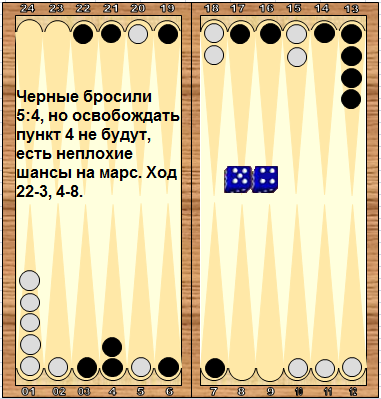 24 23 22 21 20 19 18 17 16 15 14 13
Черные бросили
5:4, но освобождать
пункт 4 не будут,
есть неплохие
шансы на марс. Ход
22-3, 4-8.
01 02 03 04 5 6 7 8 9 10 11 12